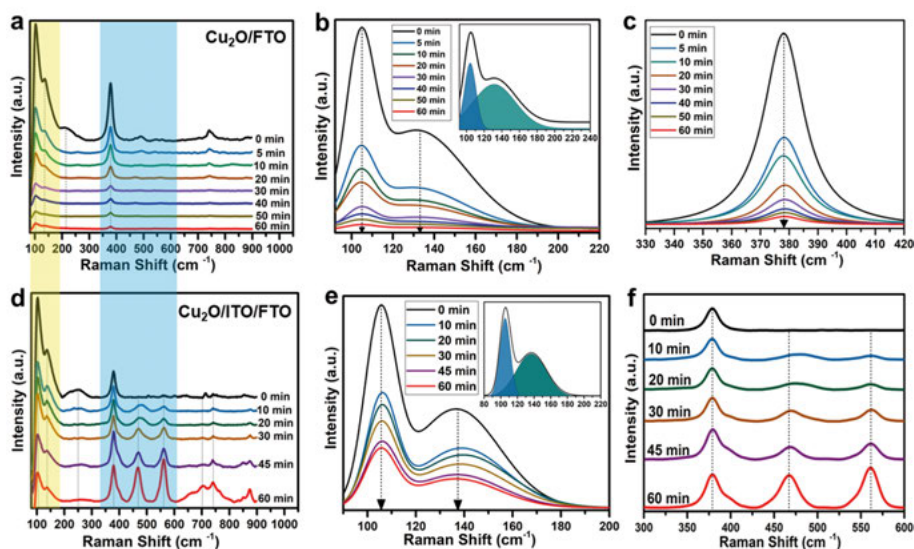 a
Cu2O/FTO
0 min
5 min
10 min
20 min
30 min
40 min
50 min
60 min
100 200 300 400 500 600 700 800 900 1000
Raman Shift (cm -1)
Intensity (a.u.)
b
0 min
5 min
10 min
20 min
30 min
40 min
50 min
60 min
100 120 140 160 180 200 220 240
100 120 140 160 180 200 220
Raman Shift (cm -1)
Intensity (a.u.)
c
0 min
5 min
10 min
20 min
30 min
40 min
50 min
60 min
330 340 350 360 370 380 390 400 410 420
Raman Shift (cm -1)
Intensity (a.u.)
d
Cu2O/ITO/FTO
0 min
10 min
20 min
30 min
45 min
60 min
100 200 300 400 500 600 700 800 900 1000
Raman Shift (cm -1)
Intensity (a.u.)
e
0 min
10 min
20 min
30 min
45 min
60 min
80 100 120 140 160 180 200 220
100 120 140 160 180 200
Raman Shift (cm -1)
Intensity (a.u.)
f
0 min
10 min
20 min
30 min
45 min
60 min
300 350 400 450 500 550 600
Raman Shift (cm -1)
Intensity (a.u.)